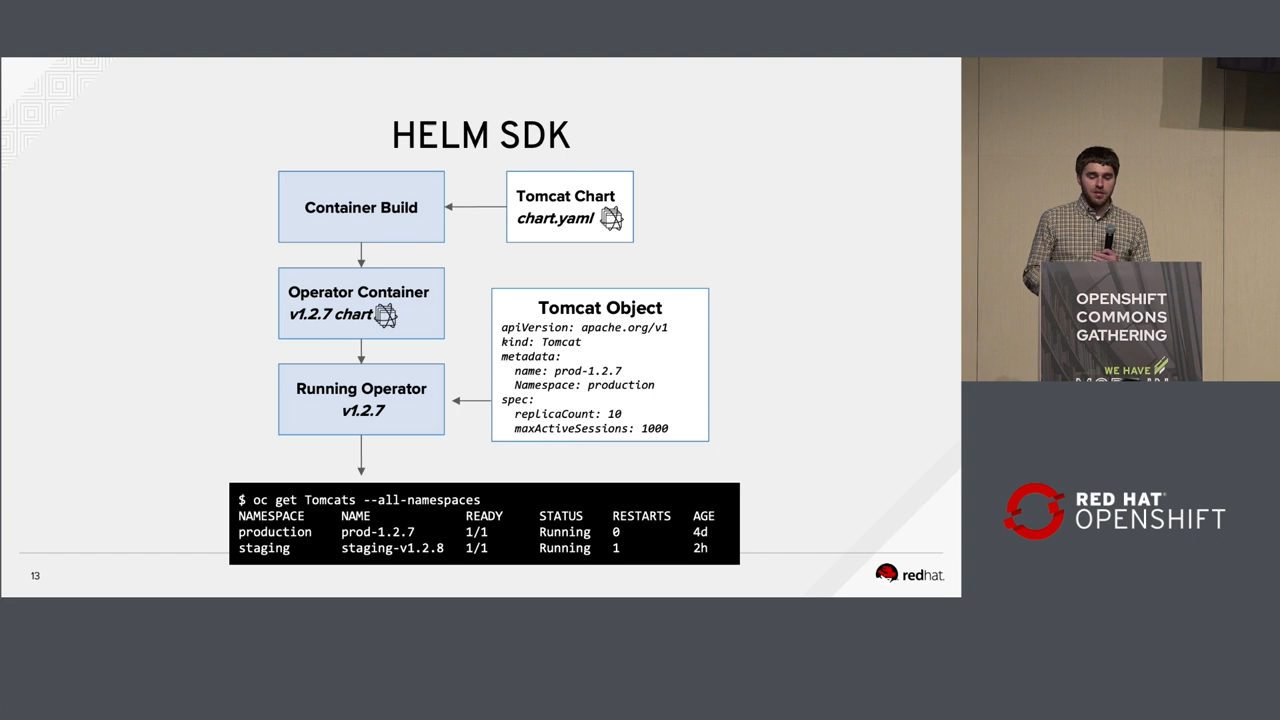 HELM SDK
Container Build
Tomcat Chart
chart.yaml
Operator Container
v1.2.7 chart
Tomcat Object
apiVersion: apache.org/v1
kind: Tomcat
metadata:
name: prod-1.2.7
Namespace: production
spec:
replicaCount: 10
maxActiveSessions: 1000
Running Operator
v1.2.7
$ oc get Tomcats --all-namespaces
NAMESPACE NAME READY STATUS RESTARTS AGE
production prod-1.2.7 1/1 Running 0 4d
staging staging-v1.2.8 1/1 Running 1 2h
13
redhat.
OPENSHIFT
COMMONS
GATHERING
WE HAVE
RED HAT®
OPENSHIFT